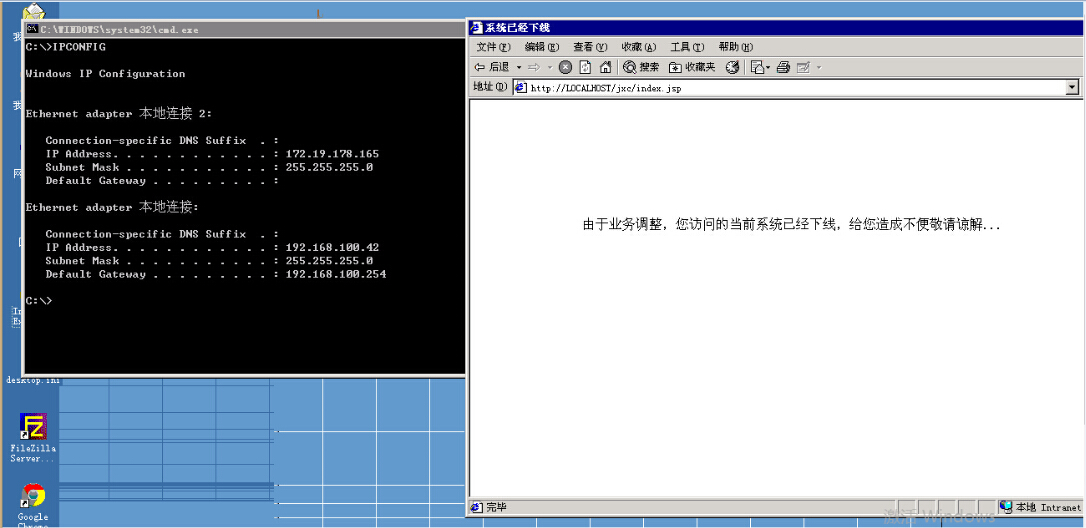 C:\WINDOWS\system32\cmd.exe
C:\>IPCONFIG
Windows IP Configuration
Ethernet adapter 本地连接 2:
Connection-specific DNS Suffix . :
IP Address. . . . . . . . . . . . : 172.19.178.165
Subnet Mask . . . . . . . . . . . : 255.255.255.0
Default Gateway . . . . . . . . . :
Ethernet adapter 本地连接:
Connection-specific DNS Suffix . :
IP Address. . . . . . . . . . . . : 192.168.100.42
Subnet Mask . . . . . . . . . . . : 255.255.255.0
Default Gateway . . . . . . . . . : 192.168.100.254
C:\>
desktop.ini
FileZilla
Server...
Google
Chrome
系统已经下线
文件(F) 编辑(E) 查看(V) 收藏(A) 工具(T) 帮助(H)
后退 搜索 收藏夹
地址(D) http://LOCALHOST/jxc/index.jsp
由于业务调整，您访问的当前系统已经下线，给您造成不便敬请谅解...
完毕
激活 Windows
本地 Intranet